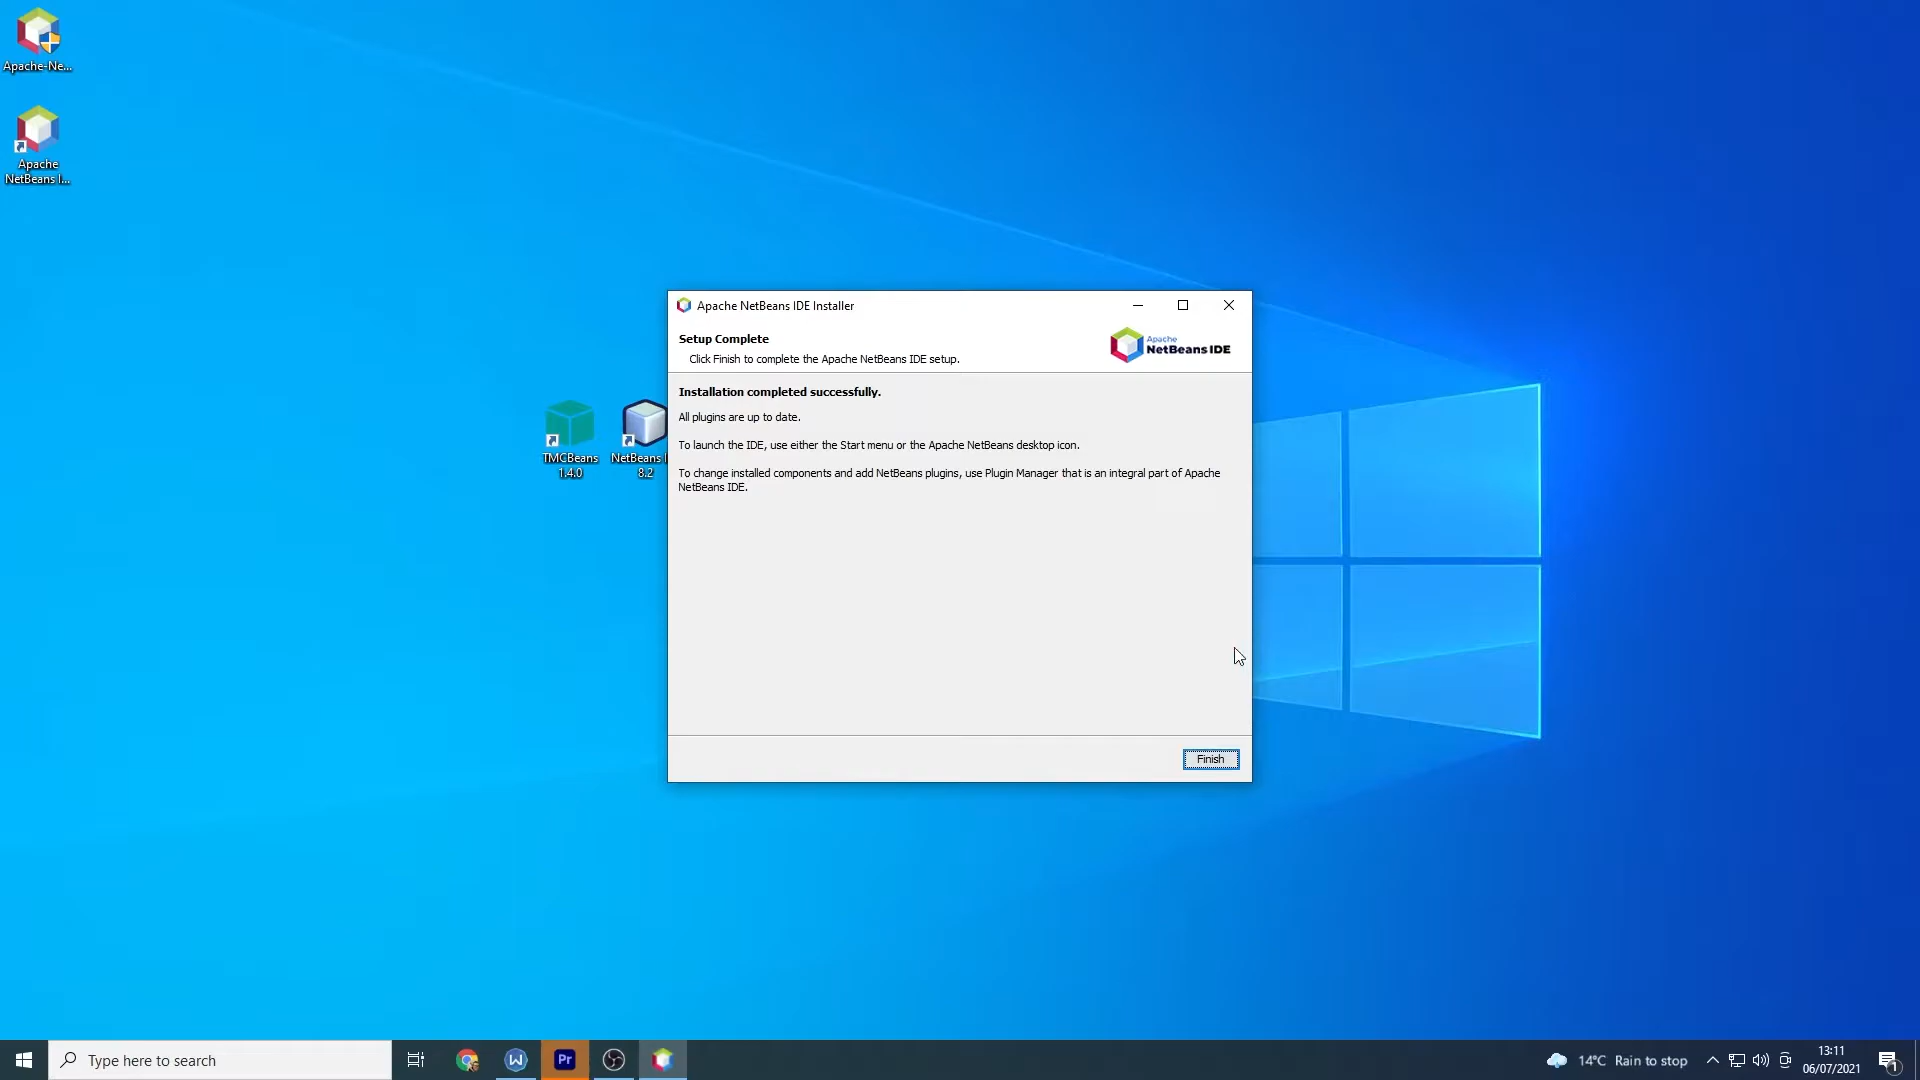 Apache-Ne...
Apache
NetBeans I...
TMCBeans
1.4.0
NetBeans I
8.2
Apache NetBeans IDE Installer
Setup Complete
Click Finish to complete the Apache NetBeans IDE setup.
Apache
NetBeans IDE
Installation completed successfully.
All plugins are up to date.
To launch the IDE, use either the Start menu or the Apache NetBeans desktop icon.
To change installed components and add NetBeans plugins, use Plugin Manager that is an integral part of Apache
NetBeans IDE.
Finish
Type here to search
W
Pr
14°C Rain to stop
13:11
06/07/2021
1